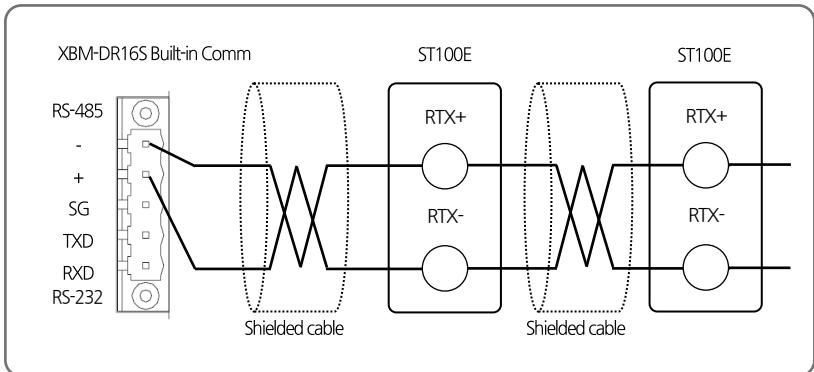 XBM-DR16S Built-in Comm
ST100E
ST100E
RS-485
-
+
SG
TXD
RXD
RS-232
RTX+
RTX-
RTX+
RTX-
Shielded cable
Shielded cable